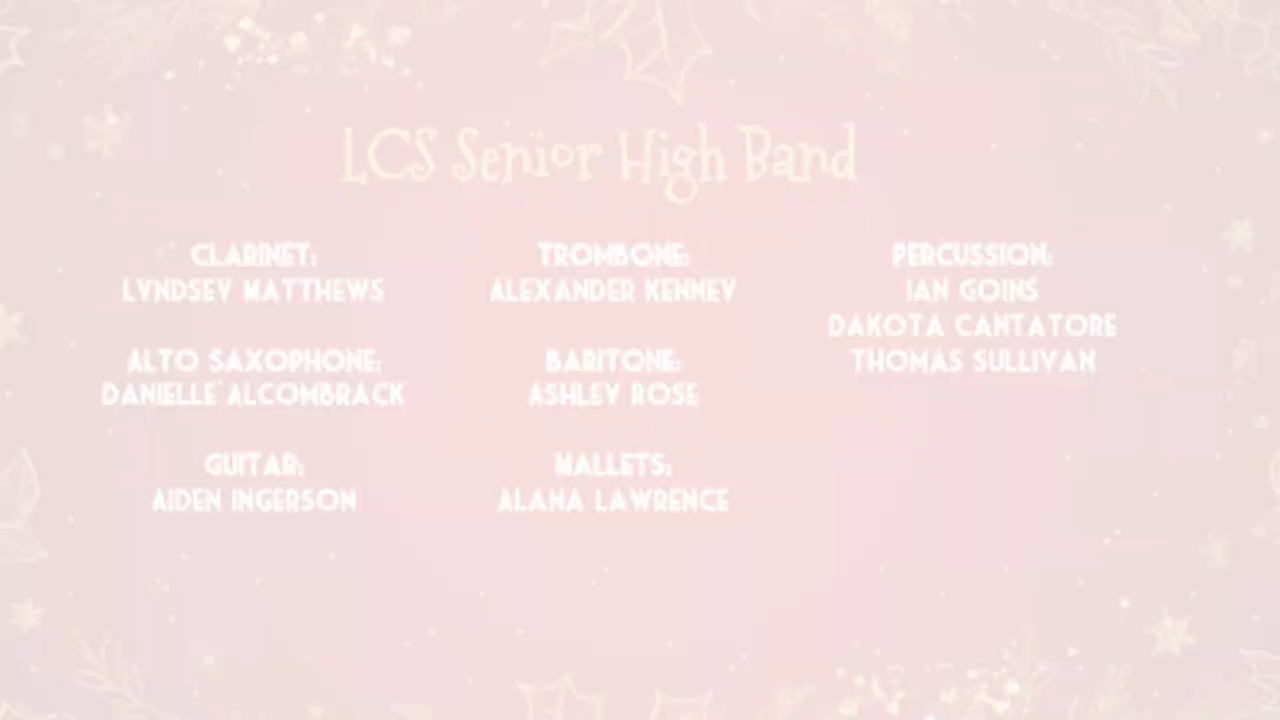 LCS Senior High Band
CLARINET:
LYNDSEY MATTHEWS
ALTO SAXOPHONE:
DANIELLE ALCOMBRACK
GUITAR:
AIDEN INGERSON
TROMBONE:
ALEXANDER KENNEY
BARITONE:
ASHLEY ROSE
MALLETS:
ALANA LAWRENCE
PERCUSSION:
IAN GOINS
DAKOTA CANTATORE
THOMAS SULLIVAN